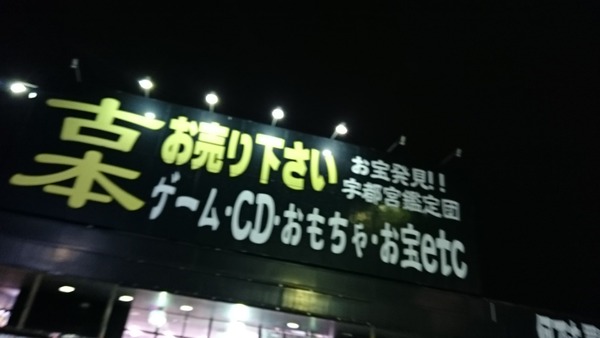 古本
お売り下さい
お宝発見!!
宇都宮鑑定団
ゲーム・CD・おもちゃ・お宝etc